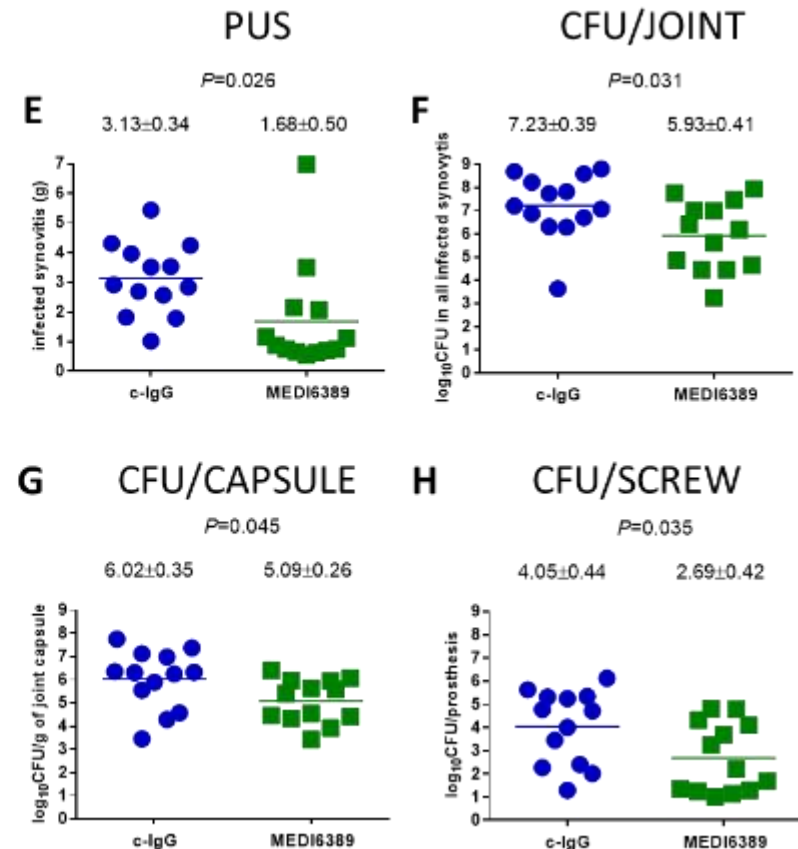 PUS
P=0.026
E
3.13±0.34 1.68±0.50
infected synovitis (g)
7
6
5
4
3
2
1
0
c-IgG MEDI6389
CFU/JOINT
P=0.031
F
7.23±0.39 5.93±0.41
log10CFU in all infected synovytis
9
8
7
6
5
4
3
2
1
0
c-IgG MEDI6389
G CFU/CAPSULE
P=0.045
6.02±0.35 5.09±0.26
log10CFU/g of joint capsule
9
8
7
6
5
4
3
2
1
0
c-IgG MEDI6389
H CFU/SCREW
P=0.035
4.05±0.44 2.69±0.42
log10CFU/prosthesis
9
8
7
6
5
4
3
2
1
0
c-IgG MEDI6389